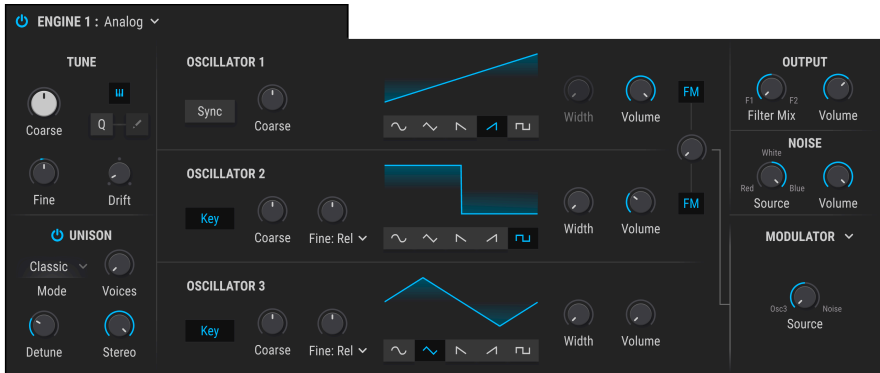 ENGINE 1 : Analog
TUNE
Coarse
Q
Fine
Drift
UNISON
Classic
Mode
Voices
Detune
Stereo
OSCILLATOR 1
Sync
Coarse
Width
Volume
FM
OSCILLATOR 2
Key
Coarse
Fine: Rel
Width
Volume
FM
OSCILLATOR 3
Key
Coarse
Fine: Rel
Width
Volume
OUTPUT
F1
F2
Filter Mix
Volume
NOISE
White
Red
Blue
Source
Volume
MODULATOR
Osc3
Noise
Source